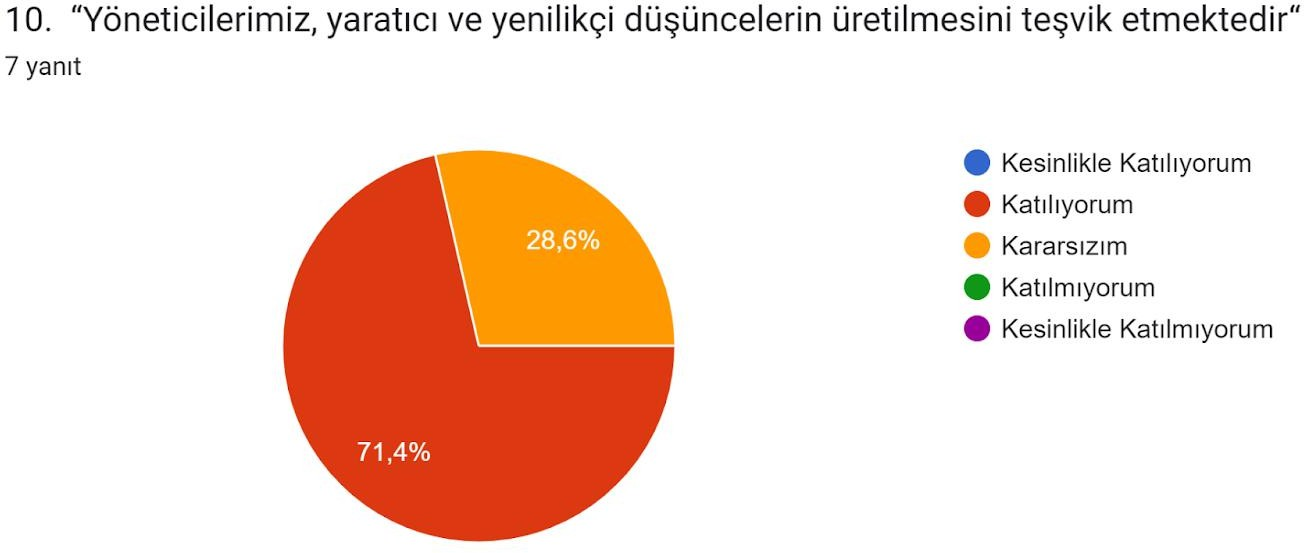 10. “Yöneticilerimiz, yaratıcı ve yenilikçi düşüncelerin üretilmesini teşvik etmektedir“
7 yanıt
Kesinlikle Katılıyorum
Katılıyorum
Kararsızım
Katılmıyorum
Kesinlikle Katılmıyorum
28,6%
71,4%